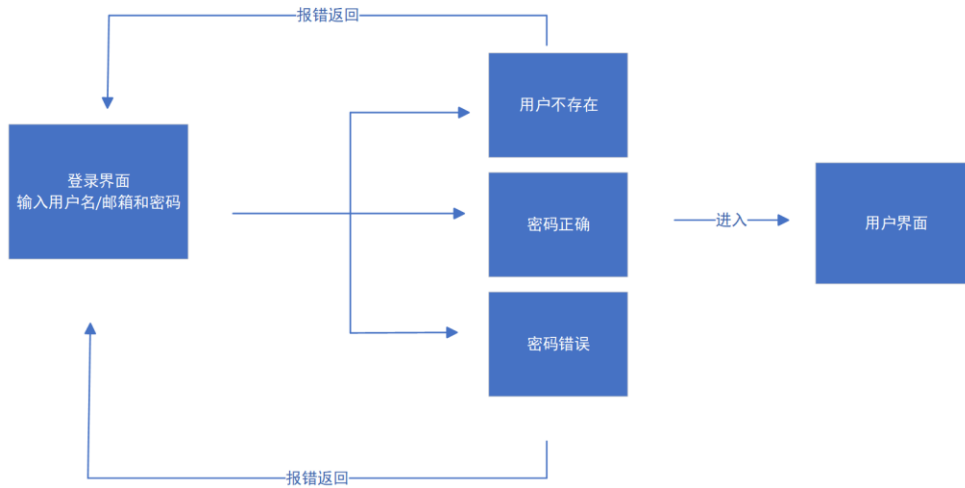 报错返回
用户不存在
登录界面
输入用户名/邮箱和密码
密码正确
进入
用户界面
密码错误
报错返回